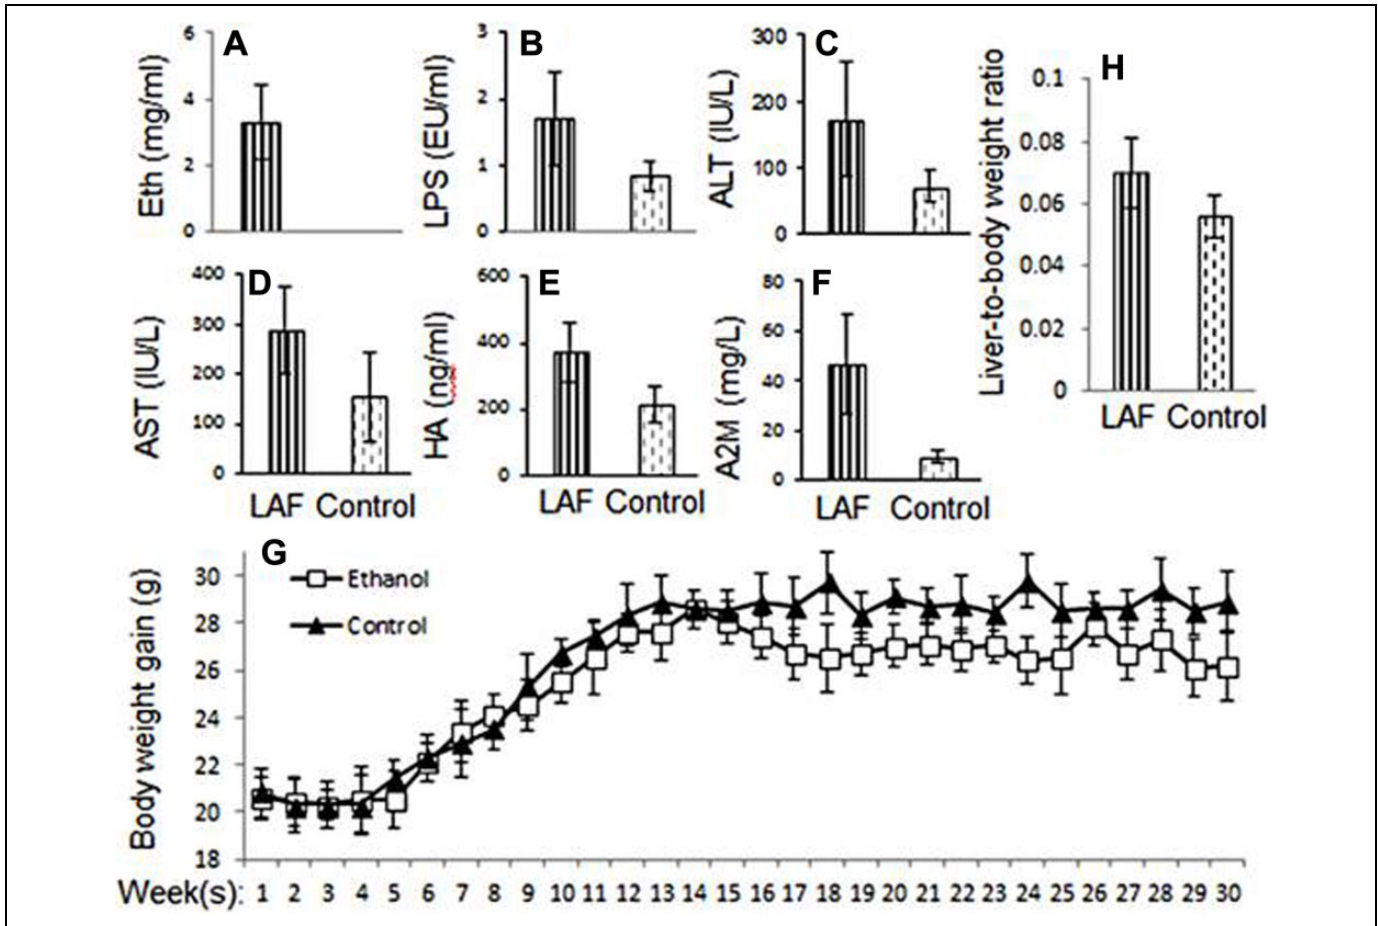 A
Eth (mg/ml)
6
4
2
0
B
LPS (EU/ml)
3
2
1
0
C
ALT (IU/L)
300
200
100
0
H
Liver-to-body weight ratio
0.1
0.08
0.06
0.04
0.02
0
LAF Control
D
AST (IU/L)
400
300
200
100
0
LAF Control
E
HA (ng/ml)
600
400
200
0
LAF Control
F
A2M (mg/L)
80
60
40
20
0
LAF Control
G
Body weight gain (g)
30
28
26
24
22
20
18
Ethanol
Control
Week(s): 1 2 3 4 5 6 7 8 9 10 11 12 13 14 15 16 17 18 19 20 21 22 23 24 25 26 27 28 29 30